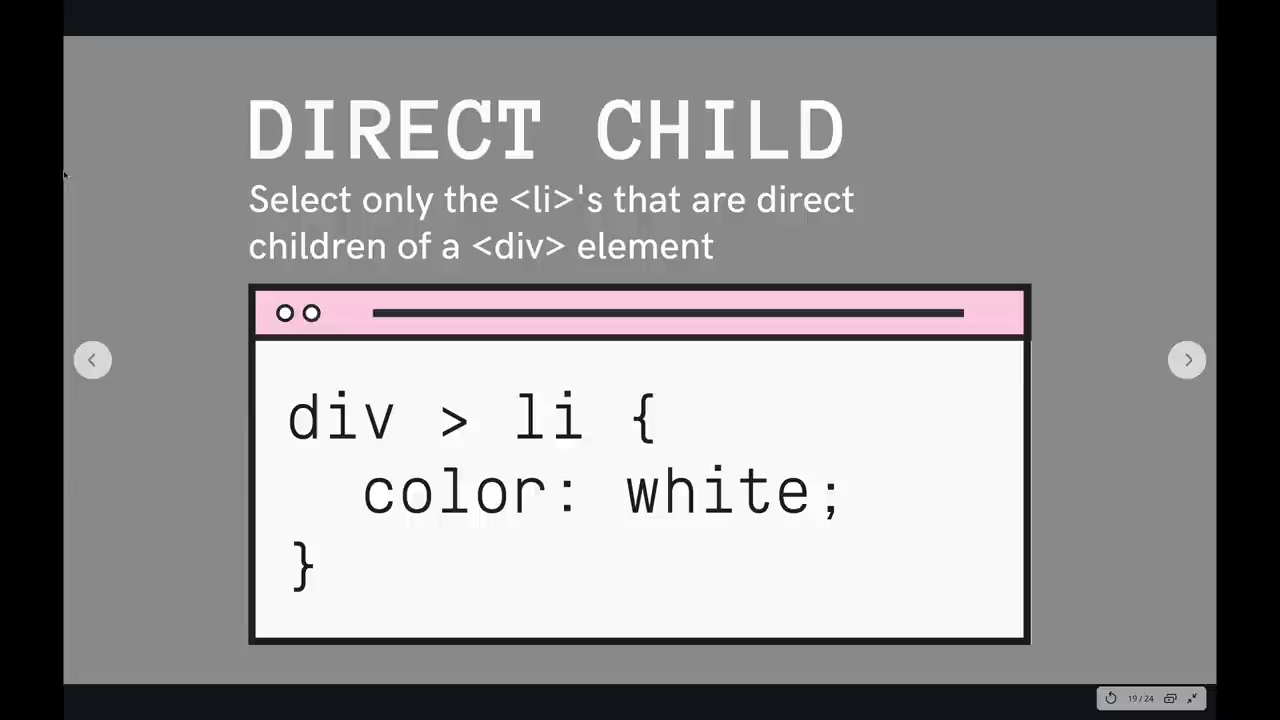 DIRECT CHILD
Select only the <li>'s that are direct
children of a <div> element
div > li {
color: white;
}
19 / 24